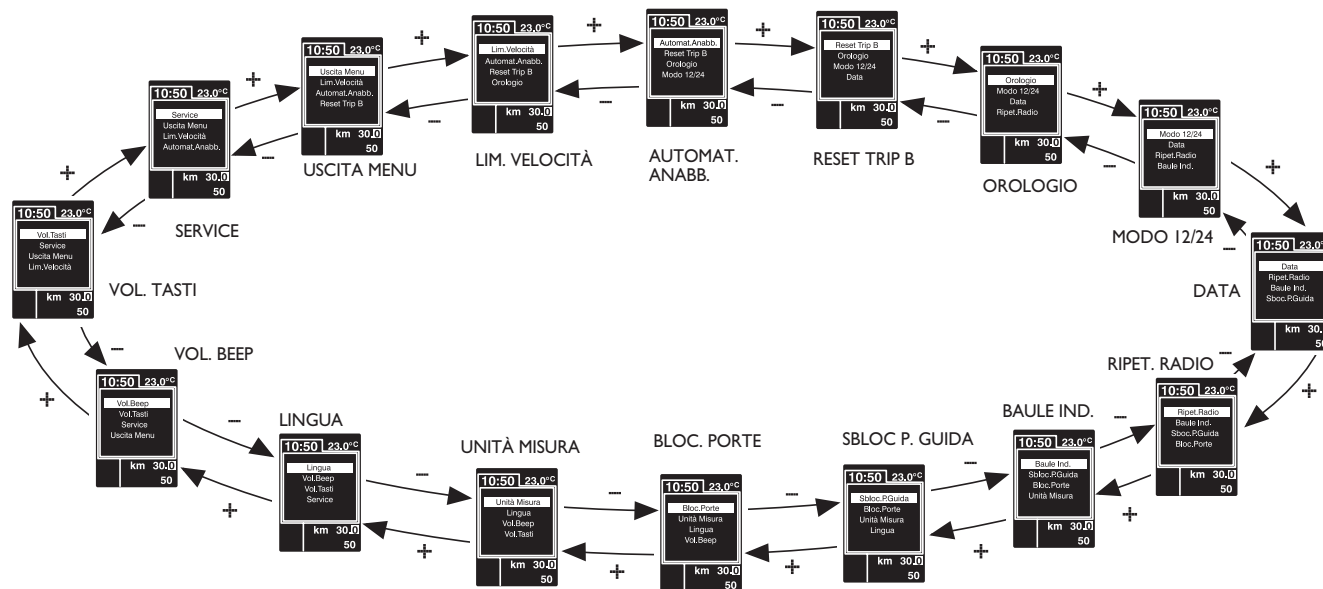 10:50 23.0°C
Service
Uscita Menu
Lim.Velocità
Automat.Anabb.
km 30.0
50
SERVICE
10:50 23.0°C
Uscita Menu
Lim.Velocità
Automat.Anabb.
Reset Trip B
km 30.0
50
USCITA MENU
10:50 23.0°C
Lim.Velocità
Automat.Anabb.
Reset Trip B
Orologio
km 30.0
50
LIM. VELOCITÀ
10:50 23.0°C
Automat.Anabb.
Reset Trip B
Orologio
Modo 12/24
km 30.0
50
AUTOMAT.
ANABB.
10:50 23.0°C
Reset Trip B
Orologio
Modo 12/24
Data
km 30.0
50
RESET TRIP B
10:50 23.0°C
Orologio
Modo 12/24
Data
Ripet.Radio
km 30.0
50
OROLOGIO
10:50 23.0°C
Modo 12/24
Data
Ripet.Radio
Baule Ind.
km 30.0
50
MODO 12/24
10:50 23.0°
Data
Ripet.Radio
Baule Ind.
Sboc.P.Guida
km 30.
50
DATA
10:50 23.0°C
Ripet.Radio
Baule Ind.
Sboc.P.Guida
Bloc.Porte
km 30.0
50
RIPET. RADIO
10:50 23.0°C
Baule Ind.
Sbloc.P.Guida
Bloc.Porte
Unità Misura
km 30.0
50
BAULE IND.
10:50 23.0°C
Sbloc.P.Guida
Bloc.Porte
Unità Misura
Lingua
km 30.0
50
SBLOC P. GUIDA
10:50 23.0°C
Bloc.Porte
Unità Misura
Lingua
Vol.Beep
km 30.0
50
BLOC. PORTE
10:50 23.0°C
Unità Misura
Lingua
Vol.Beep
Vol.Tasti
km 30.0
50
UNITÀ MISURA
10:50 23.0°C
Lingua
Vol.Beep
Vol.Tasti
Service
km 30.0
50
LINGUA
10:50 23.0°C
Vol.Beep
Vol.Tasti
Service
Uscita Menu
km 30.0
50
VOL. BEEP
10:50 23.0°C
Vol.Tasti
Service
Uscita Menu
Lim.Velocità
km 30.0
50
VOL. TASTI